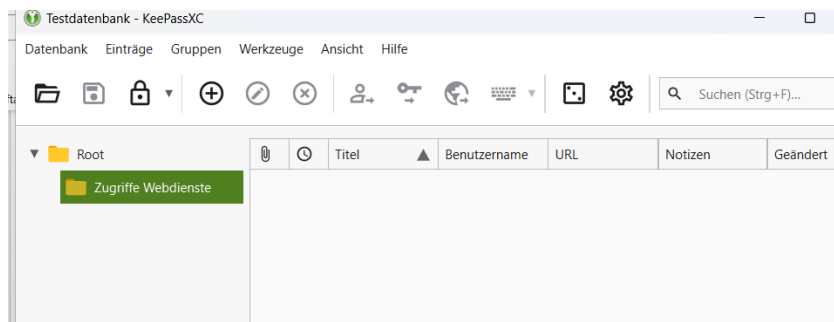 Testdatenbank - KeePassXC
Datenbank Einträge Gruppen Werkzeuge Ansicht Hilfe
Suchen (Strg+F)...
Root
Titel Benutzername URL Notizen Geändert
Zugriffe Webdienste